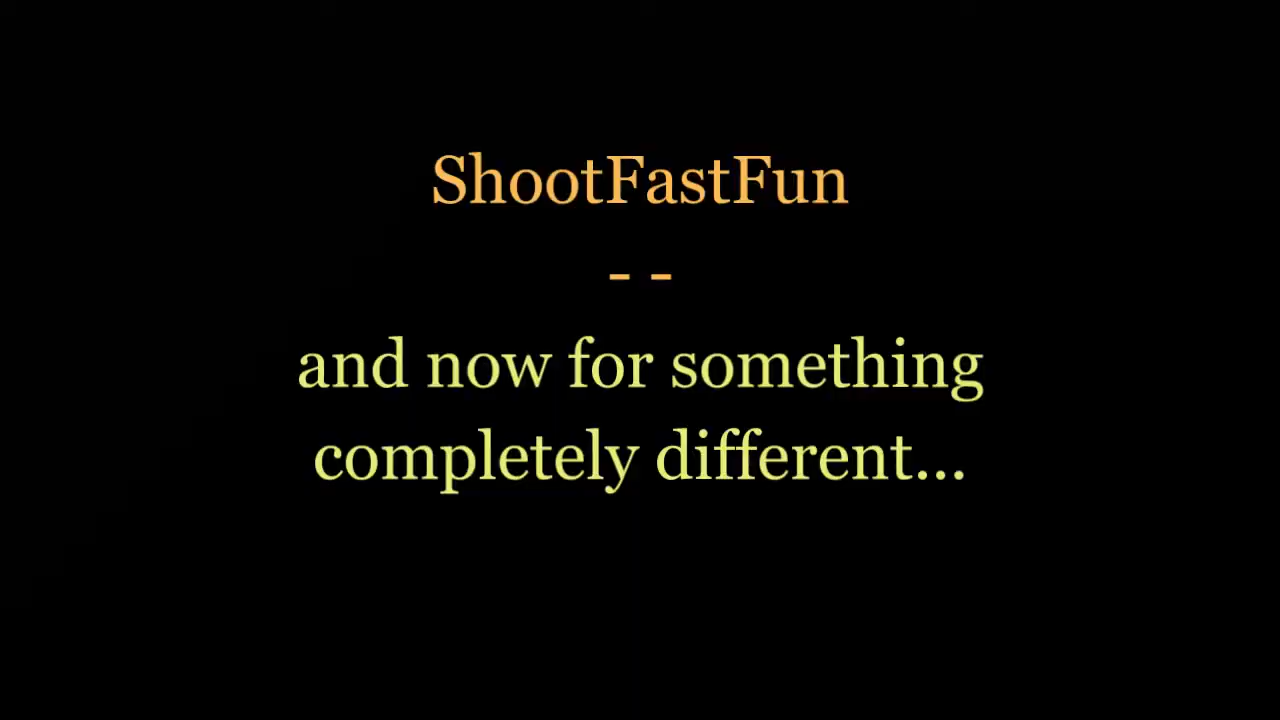 ShootFastFun
- -
and now for something
completely different...